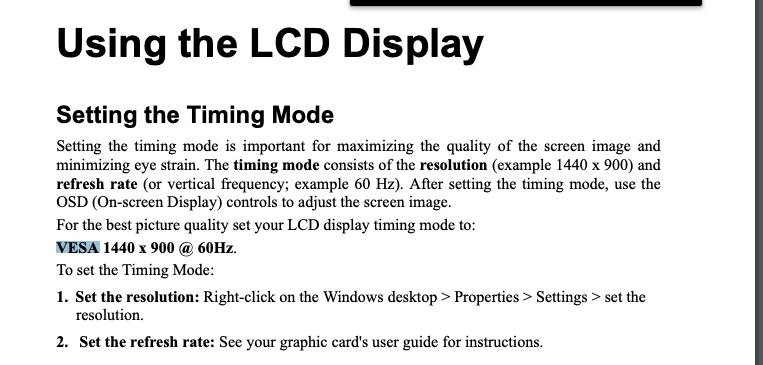 Using the LCD Display
Setting the Timing Mode
Setting the timing mode is important for maximizing the quality of the screen image and
minimizing eye strain. The timing mode consists of the resolution (example 1440 x 900) and
refresh rate (or vertical frequency; example 60 Hz). After setting the timing mode, use the
OSD (On-screen Display) controls to adjust the screen image.
For the best picture quality set your LCD display timing mode to:
VESA 1440 x 900 @ 60Hz.
To set the Timing Mode:
1. Set the resolution: Right-click on the Windows desktop > Properties > Settings > set the
resolution.
2. Set the refresh rate: See your graphic card's user guide for instructions.